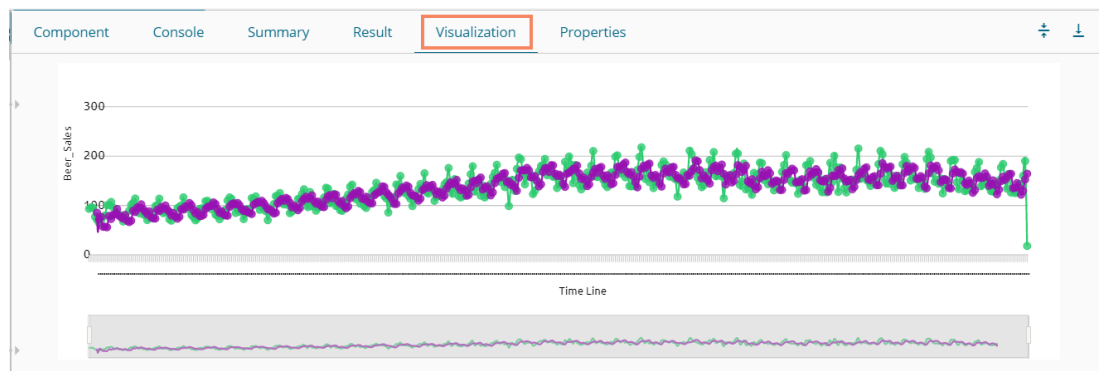 Component Console Summary Result Visualization Properties
300
200
100
0
Beer_Sales
Time Line